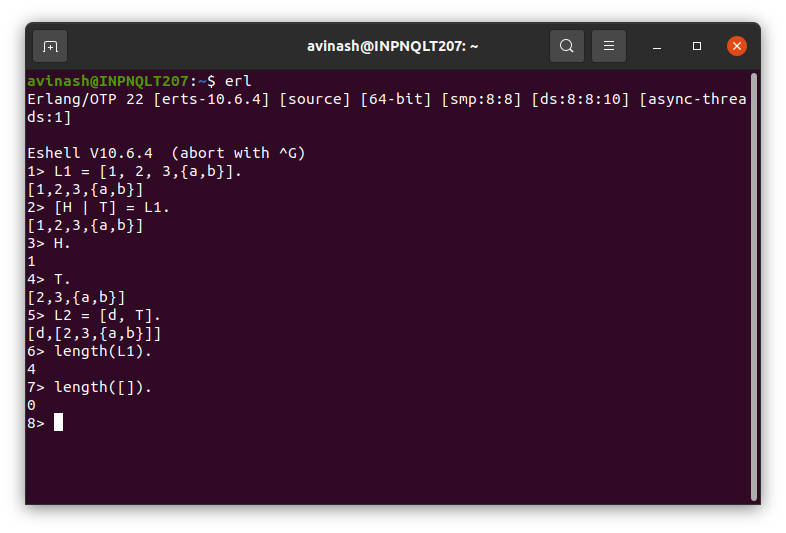 avinash@INPNQLT207: ~
avinash@INPNQLT207:~$ erl
Erlang/OTP 22 [erts-10.6.4] [source] [64-bit] [smp:8:8] [ds:8:8:10] [async-threa
ds:1]
Eshell V10.6.4  (abort with ^G)
1> L1 = [1, 2, 3,{a,b}].
[1,2,3,{a,b}]
2> [H | T] = L1.
[1,2,3,{a,b}]
3> H.
1
4> T.
[2,3,{a,b}]
5> L2 = [d, T].
[d,[2,3,{a,b}]]
6> length(L1).
4
7> length([]).
0
8>